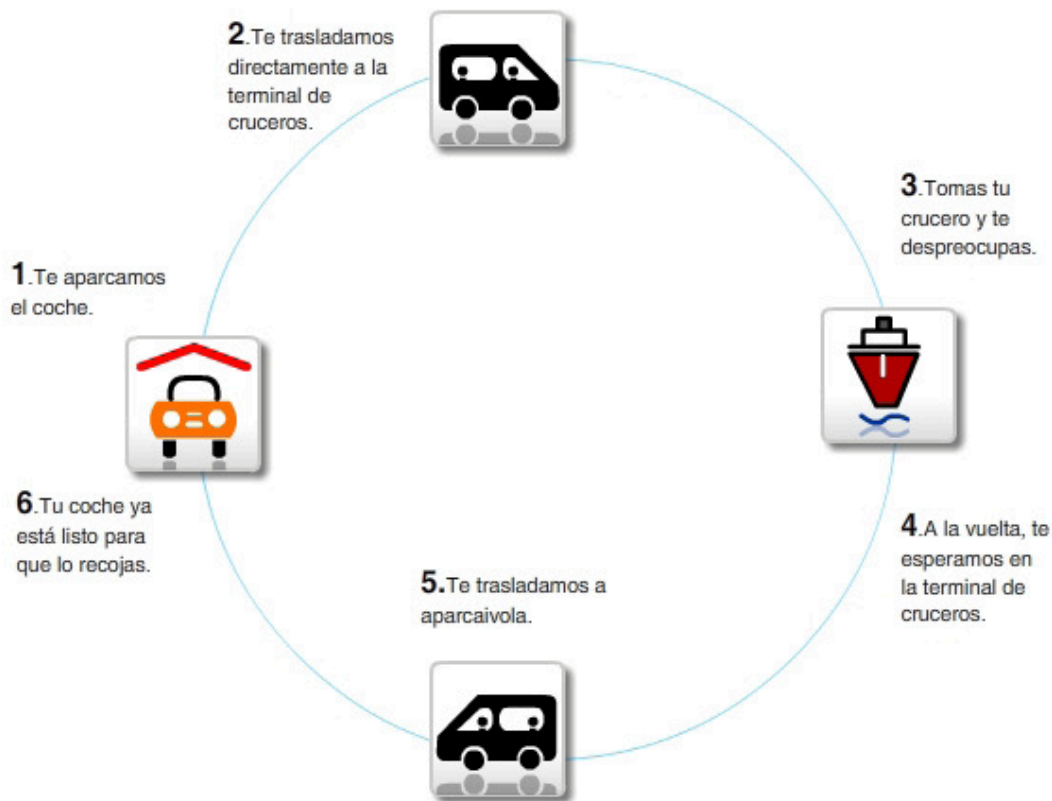 1.Te aparcamos
el coche.
2.Te trasladamos
directamente a la
terminal de
cruceros.
3.Tomas tu
crucero y te
despreocupas.
4.A la vuelta, te
esperamos en
la terminal de
cruceros.
5.Te trasladamos a
aparcaivola.
6.Tu coche ya
está listo para
que lo recojas.